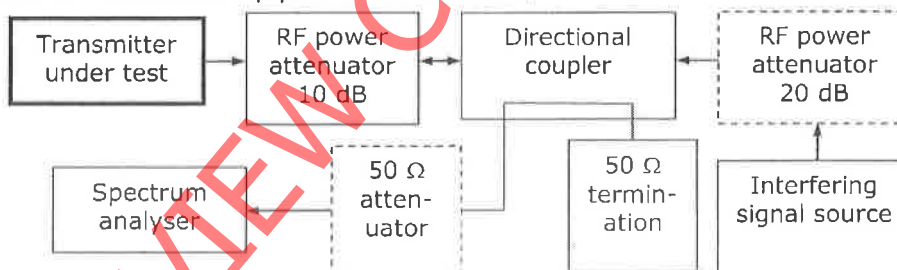 Transmitter
under test
RF power
attenuator
10 dB
Directional
coupler
RF power
attenuator
20 dB
Spectrum
analyser
50 Ω
atten-
uator
50 Ω
termin-
ation
Interfering
signal source
VIEW